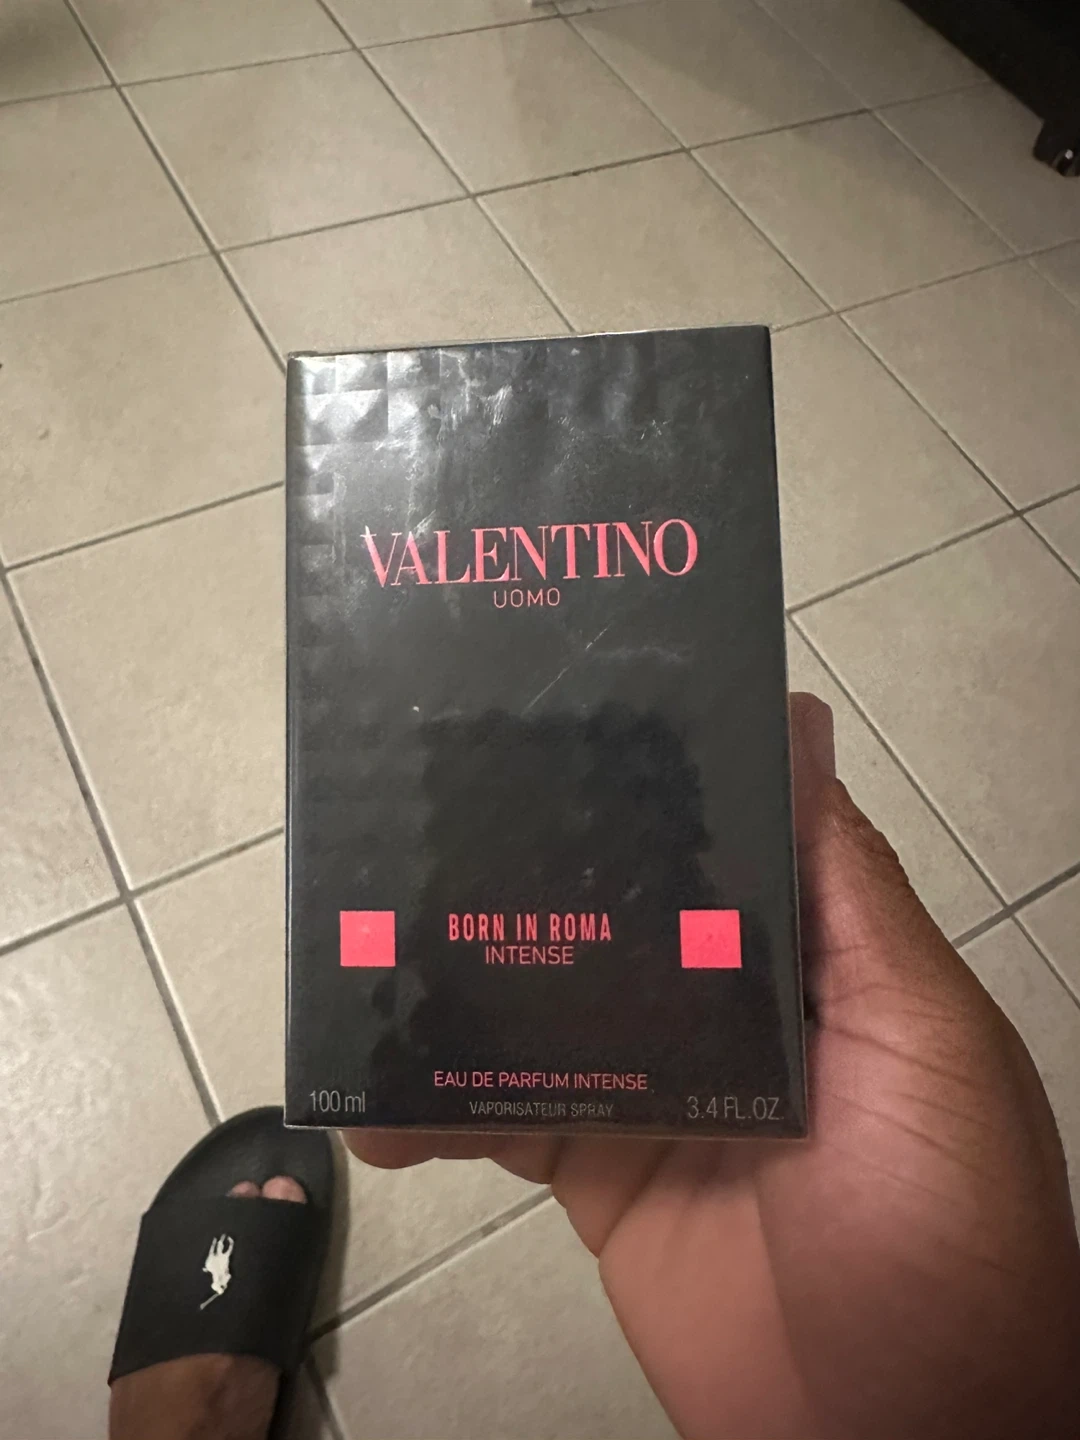 VALENTINO
UOMO
BORN IN ROMA
INTENSE
EAU DE PARFUM INTENSE
100 ml
VAPORISATEUR SPRAY
3.4 FL.OZ.